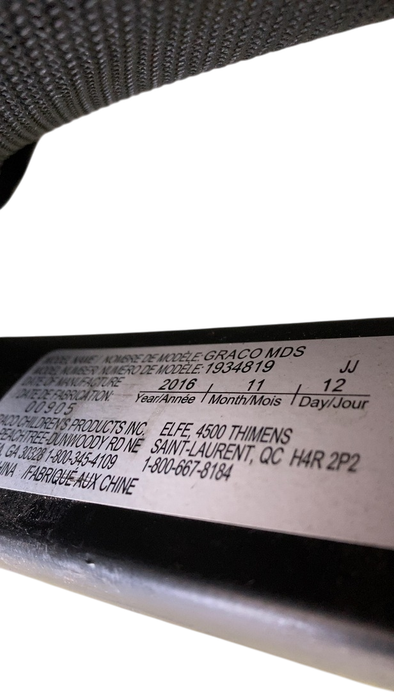 MODEL NAME / NOMBRE DE MODÈLE: GRACO MDS
MODEL NUMBER / NUMÉRO DE MODÈLE: 1934819 JJ
DATE OF MANUFACTURE
DATE DE FABRICATION: 2016 11 12
Year/Année Month/Mois Day/Jour
00905
CHILDREN'S PRODUCTS INC. ELFE, 4500 THIMENS
DUNWOODY RD NE SAINT-LAURENT, QC H4R 2P2
GA 30328 1-800-345-4109 1-800-667-8184
/FABRIQUÉ AUX CHINE